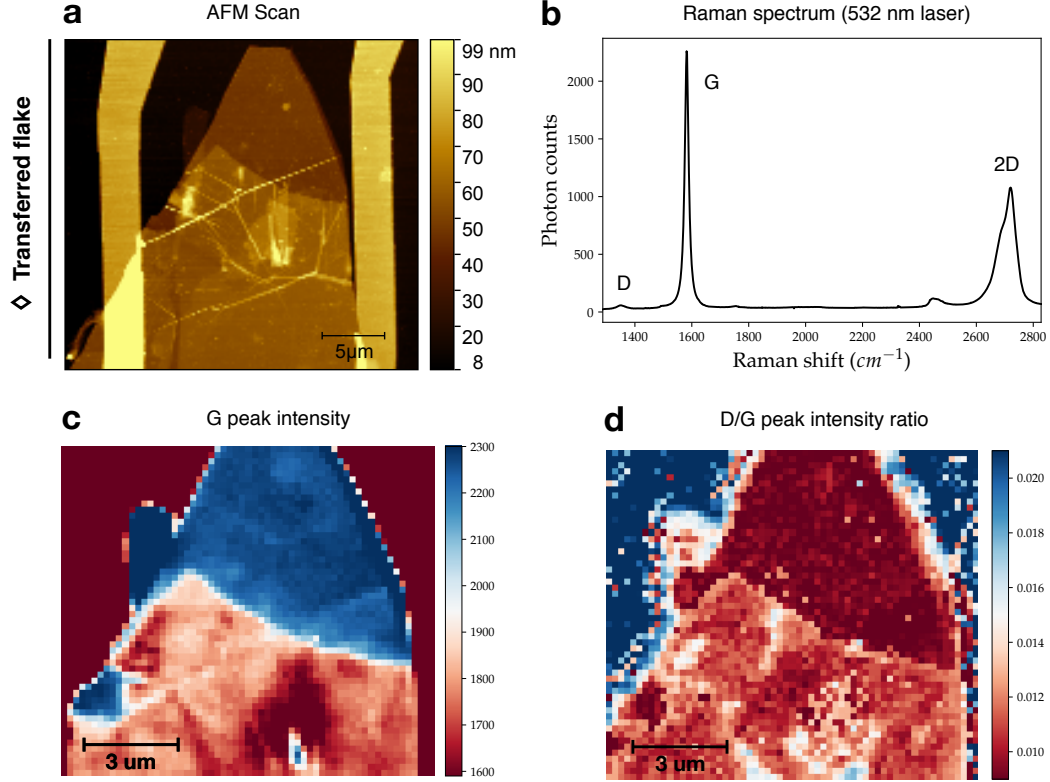 a
AFM Scan
◇ Transferred flake
99 nm
90
80
70
60
50
40
30
20
8
5µm
b
Raman spectrum (532 nm laser)
Photon counts
2000
1500
1000
500
0
G
2D
D
1400
1600
1800
2000
2200
2400
2600
2800
Raman shift (cm⁻¹)
c
G peak intensity
2300
2200
2100
2000
1900
1800
1700
1600
3 um
d
D/G peak intensity ratio
0.020
0.018
0.016
0.014
0.012
0.010
3 um